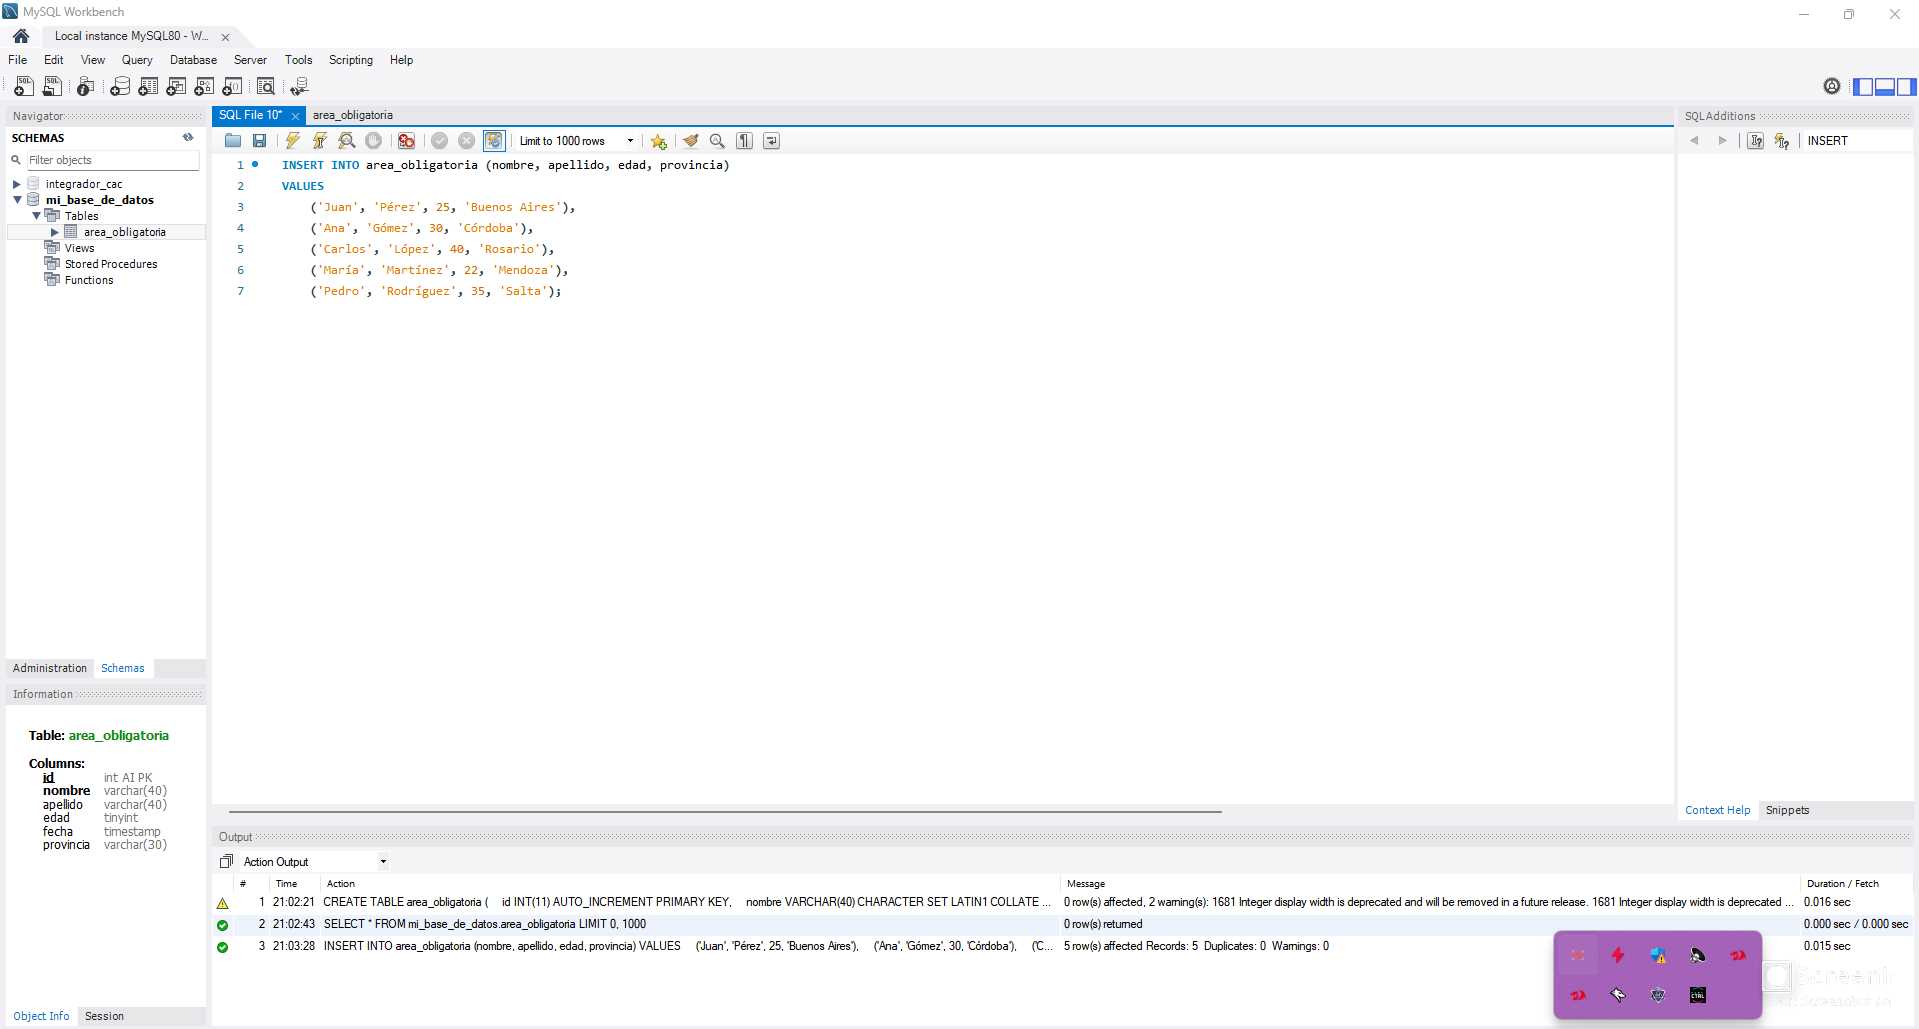 MySQL Workbench
Local instance MySQL80 - W...
File Edit View Query Database Server Tools Scripting Help
Navigator
SCHEMAS
Filter objects
integrador_cac
mi_base_de_datos
Tables
area_obligatoria
Views
Stored Procedures
Functions
Administration Schemas
Information
Table: area_obligatoria
Columns:
id int AI PK
nombre varchar(40)
apellido varchar(40)
edad tinyint
fecha timestamp
provincia varchar(30)
Object Info Session
SQL File 10* area_obligatoria
Limit to 1000 rows
1 INSERT INTO area_obligatoria (nombre, apellido, edad, provincia)
2 VALUES
3 ('Juan', 'Pérez', 25, 'Buenos Aires'),
4 ('Ana', 'Gómez', 30, 'Córdoba'),
5 ('Carlos', 'López', 40, 'Rosario'),
6 ('María', 'Martínez', 22, 'Mendoza'),
7 ('Pedro', 'Rodríguez', 35, 'Salta');
SQLAdditions
INSERT
Context Help Snippets
Output
Action Output
# Time Action Message Duration / Fetch
1 21:02:21 CREATE TABLE area_obligatoria ( id INT(11) AUTO_INCREMENT PRIMARY KEY, nombre VARCHAR(40) CHARACTER SET LATIN1 COLLATE ... 0 row(s) affected, 2 warning(s): 1681 Integer display width is deprecated and will be removed in a future release. 1681 Integer display width is deprecated ... 0.016 sec
2 21:02:43 SELECT * FROM mi_base_de_datos.area_obligatoria LIMIT 0, 1000 0 row(s) returned 0.000 sec / 0.000 sec
3 21:03:28 INSERT INTO area_obligatoria (nombre, apellido, edad, provincia) VALUES ('Juan', 'Pérez', 25, 'Buenos Aires'), ('Ana', 'Gómez', 30, 'Córdoba'), ('C... 5 row(s) affected Records: 5 Duplicates: 0 Warnings: 0 0.015 sec
CTRL